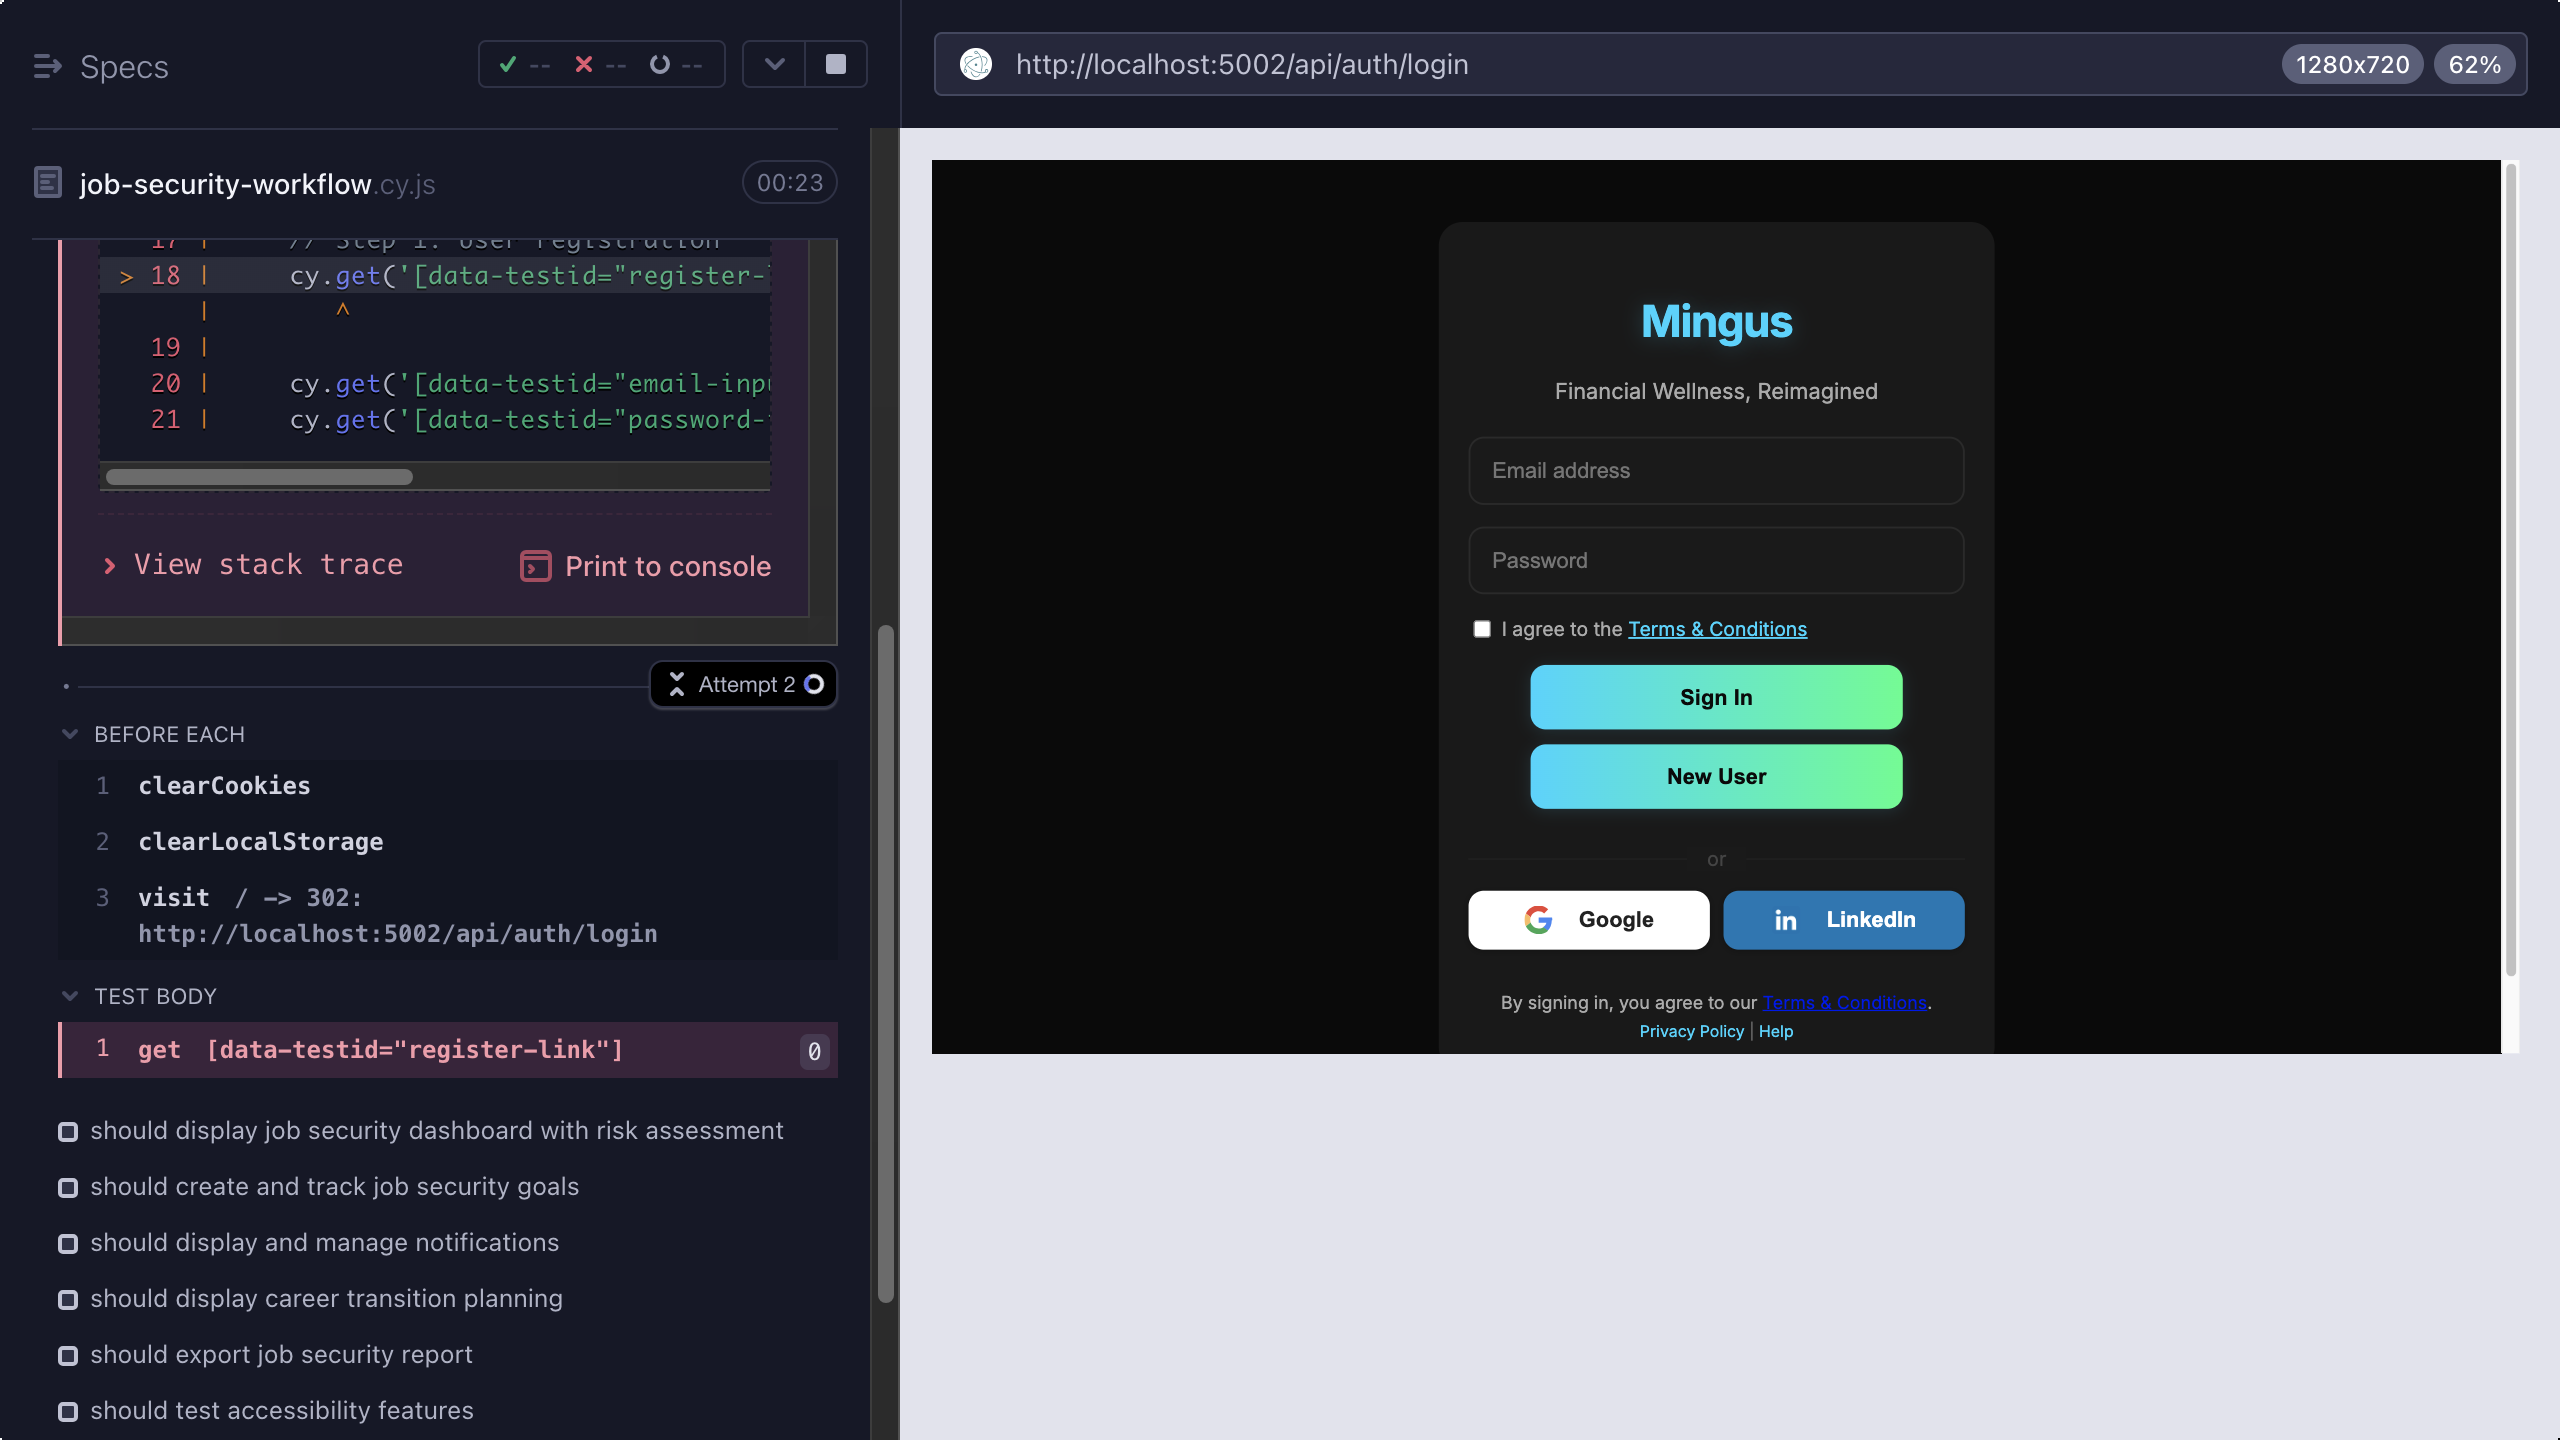 Specs
-- -- --
job-security-workflow.cy.js
00:23
17 | // Step 1: User registration
> 18 | cy.get('[data-testid="register-
| ^
19 |
20 | cy.get('[data-testid="email-inpu
21 | cy.get('[data-testid="password-
View stack trace
Print to console
Attempt 2
BEFORE EACH
1 clearCookies
2 clearLocalStorage
3 visit / -> 302:
http://localhost:5002/api/auth/login
TEST BODY
1 get [data-testid="register-link"] 0
should display job security dashboard with risk assessment
should create and track job security goals
should display and manage notifications
should display career transition planning
should export job security report
should test accessibility features
http://localhost:5002/api/auth/login
1280x720
62%
Mingus
Financial Wellness, Reimagined
Email address
Password
I agree to the Terms & Conditions
Sign In
New User
or
Google
in LinkedIn
By signing in, you agree to our Terms & Conditions.
Privacy Policy | Help